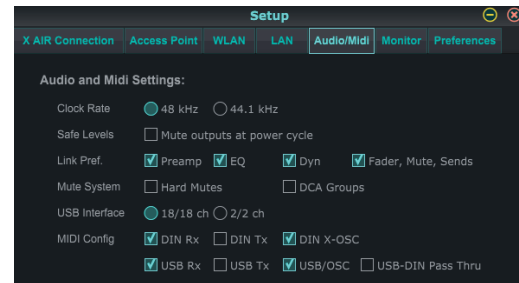 Setup
X AIR Connection Access Point WLAN LAN Audio/Midi Monitor Preferences
Audio and Midi Settings:
Clock Rate 48 kHz 44.1 kHz
Safe Levels Mute outputs at power cycle
Link Pref. Preamp EQ Dyn Fader, Mute, Sends
Mute System Hard Mutes DCA Groups
USB Interface 18/18 ch 2/2 ch
MIDI Config DIN Rx DIN Tx DIN X-OSC
USB Rx USB Tx USB/OSC USB-DIN Pass Thru